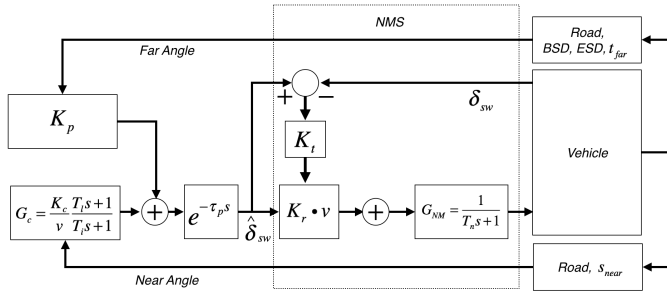 NMS
Road,
BSD, ESD, t_far
Far Angle
K_p
+ −
δ_sw
K_t
Vehicle
G_c = K_c/v T_l s+1/T_i s+1
+
e^{-τ_p s}
δ̂_sw
K_r • v
+
G_NM = 1/T_n s+1
Near Angle
Road, s_near